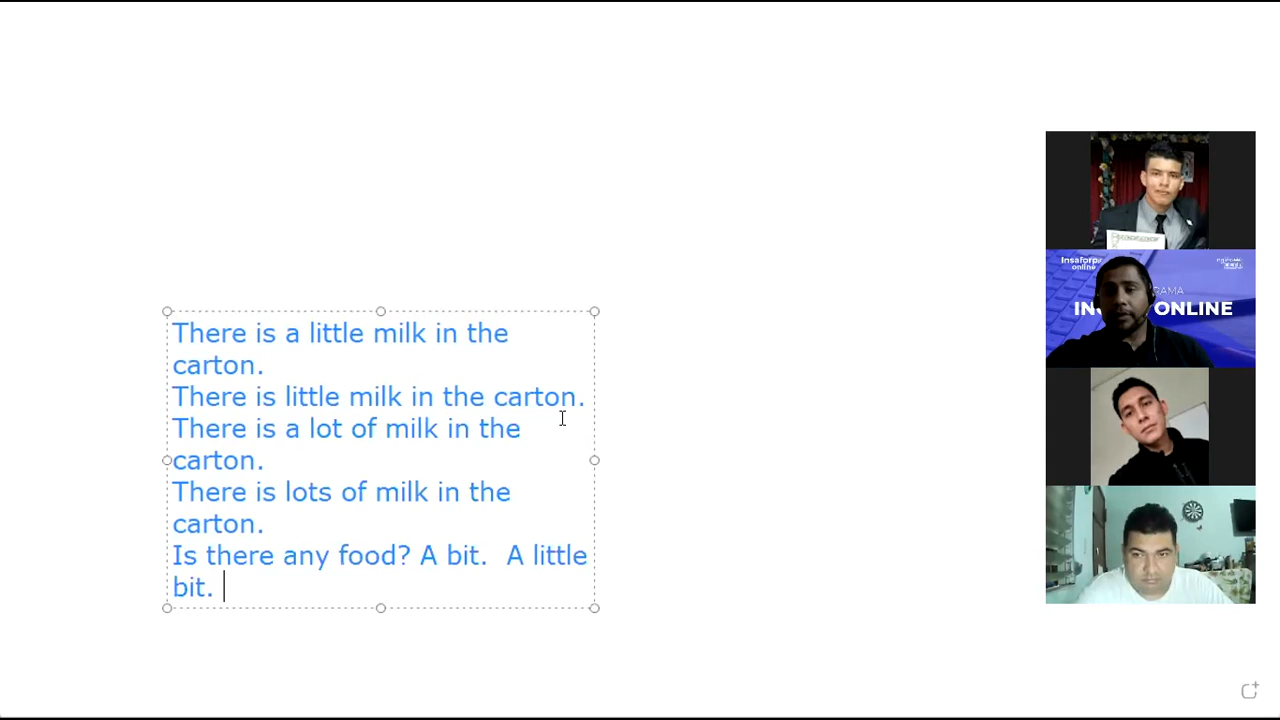 There is a little milk in the
carton.
There is little milk in the carton.
There is a lot of milk in the
carton.
There is lots of milk in the
carton.
Is there any food? A bit.  A little
bit.
Insaforp
online
ONLINE